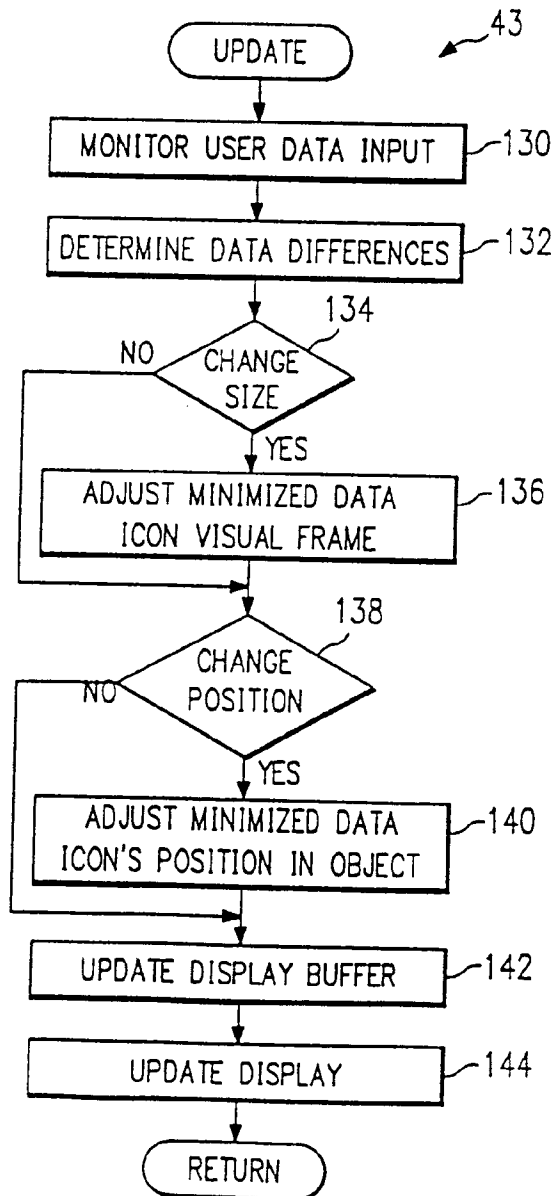 43
UPDATE
MONITOR USER DATA INPUT
130
DETERMINE DATA DIFFERENCES
132
134
NO
CHANGE
SIZE
YES
ADJUST MINIMIZED DATA
ICON VISUAL FRAME
136
138
CHANGE
POSITION
NO
YES
ADJUST MINIMIZED DATA
ICON'S POSITION IN OBJECT
140
UPDATE DISPLAY BUFFER
142
UPDATE DISPLAY
144
RETURN